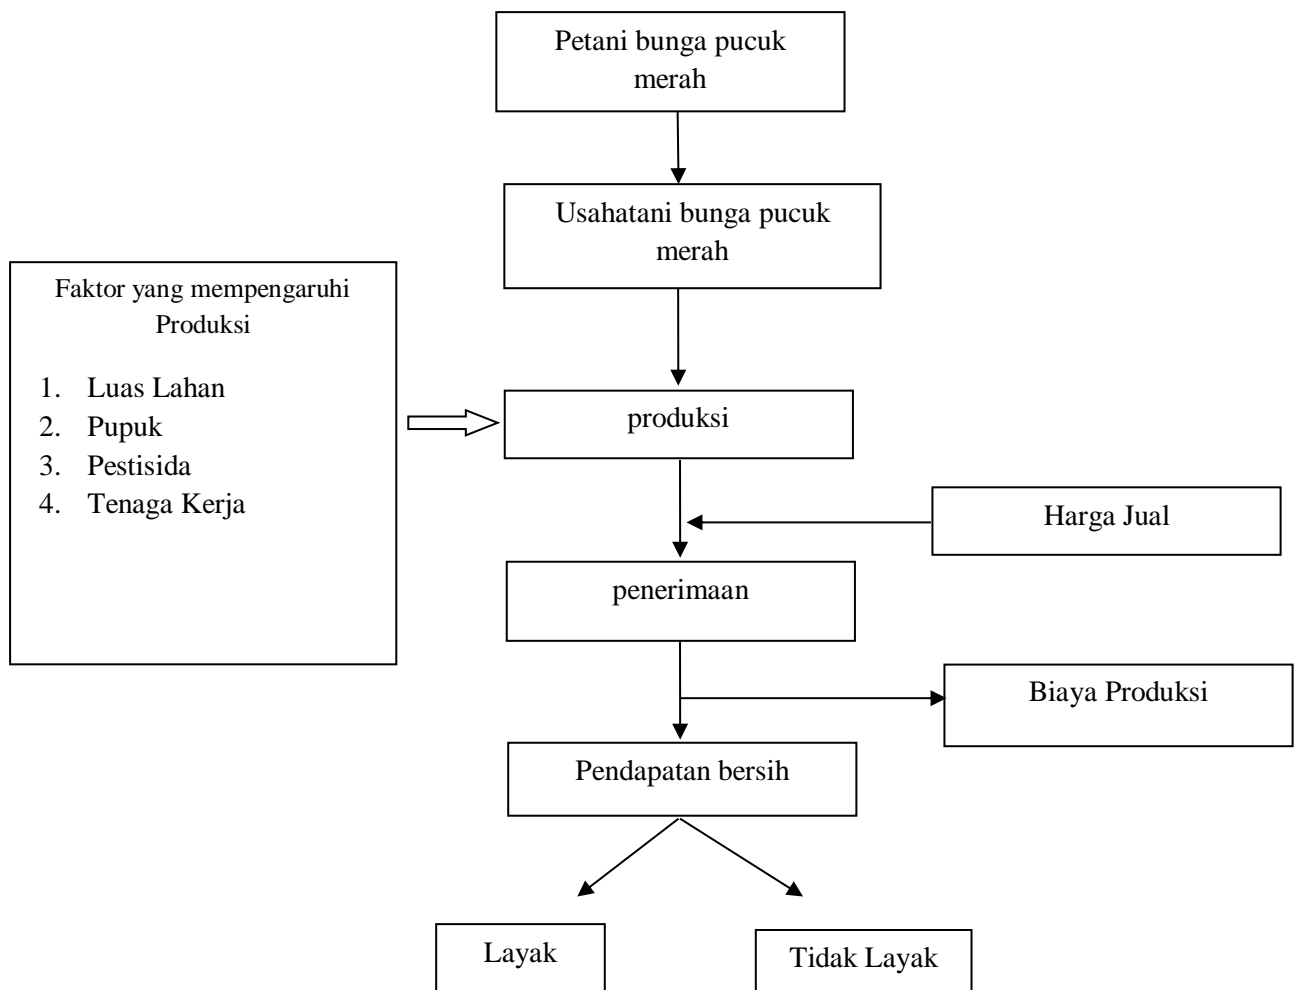 Petani bunga pucuk
merah
Usahatani bunga pucuk
merah
Faktor yang mempengaruhi
Produksi
1. Luas Lahan
2. Pupuk
3. Pestisida
4. Tenaga Kerja
produksi
Harga Jual
penerimaan
Biaya Produksi
Pendapatan bersih
Layak
Tidak Layak